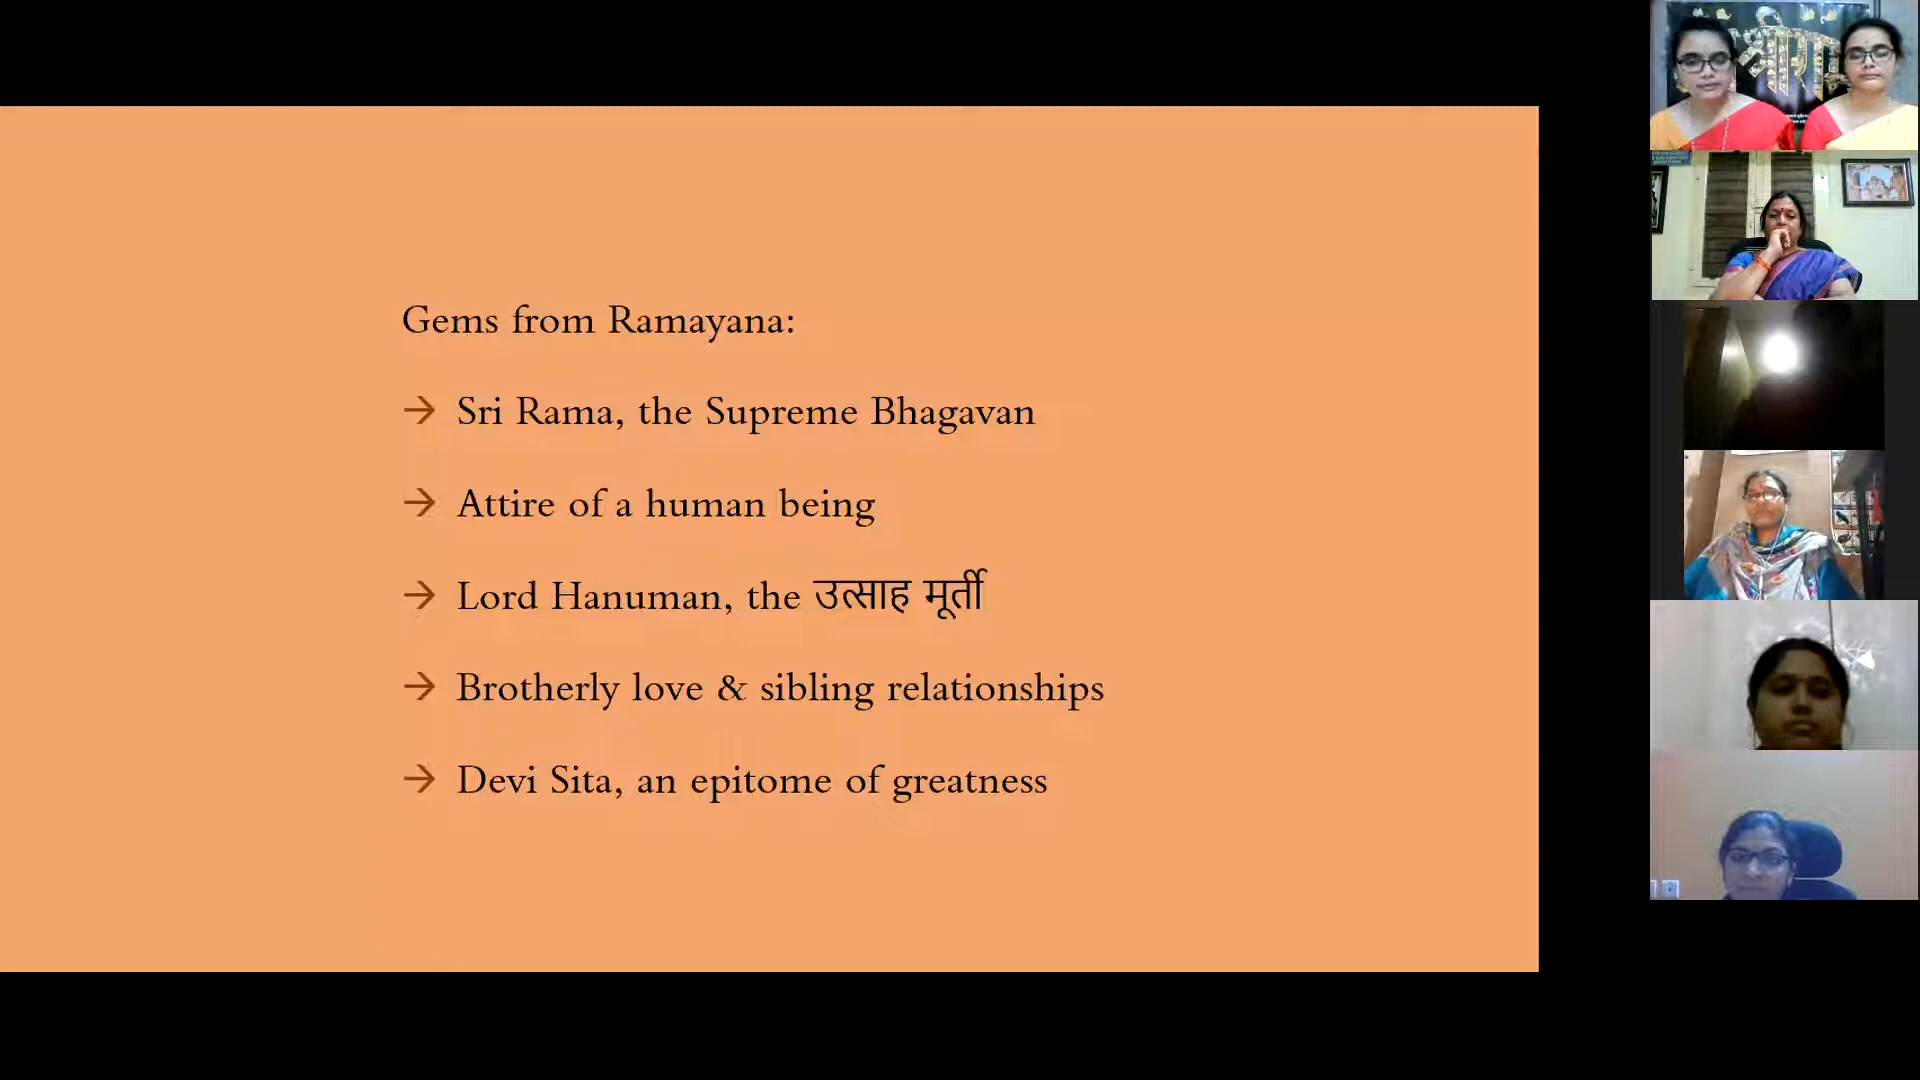 Gems from Ramayana:
→ Sri Rama, the Supreme Bhagavan
→ Attire of a human being
→ Lord Hanuman, the उत्साह मूर्ती
→ Brotherly love & sibling relationships
→ Devi Sita, an epitome of greatness